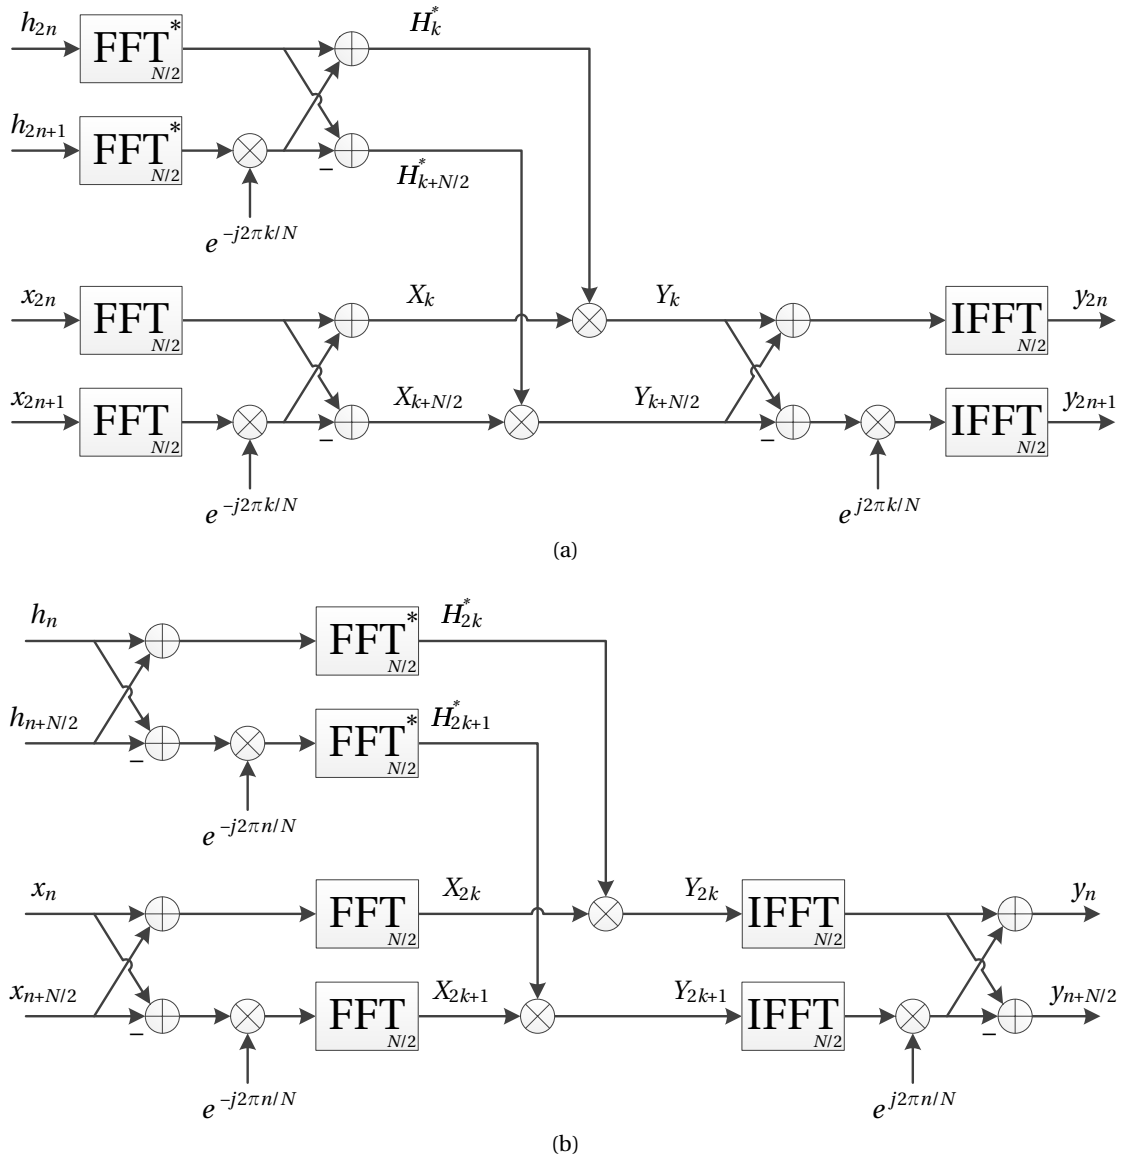 h2n FFT* N/2 H*k
h2n+1 FFT* N/2 − H*k+N/2
e−j2πk/N
x2n FFT N/2 Xk Yk IFFT N/2 y2n
x2n+1 FFT N/2 − Xk+N/2 Yk+N/2 − IFFT N/2 y2n+1
e−j2πk/N ej2πk/N
(a)
hn FFT* N/2 H*2k
hn+N/2 − FFT* N/2 H*2k+1
e−j2πn/N
xn FFT N/2 X2k Y2k IFFT N/2 yn
xn+N/2 − FFT N/2 X2k+1 Y2k+1 IFFT N/2 − yn+N/2
e−j2πn/N ej2πn/N
(b)